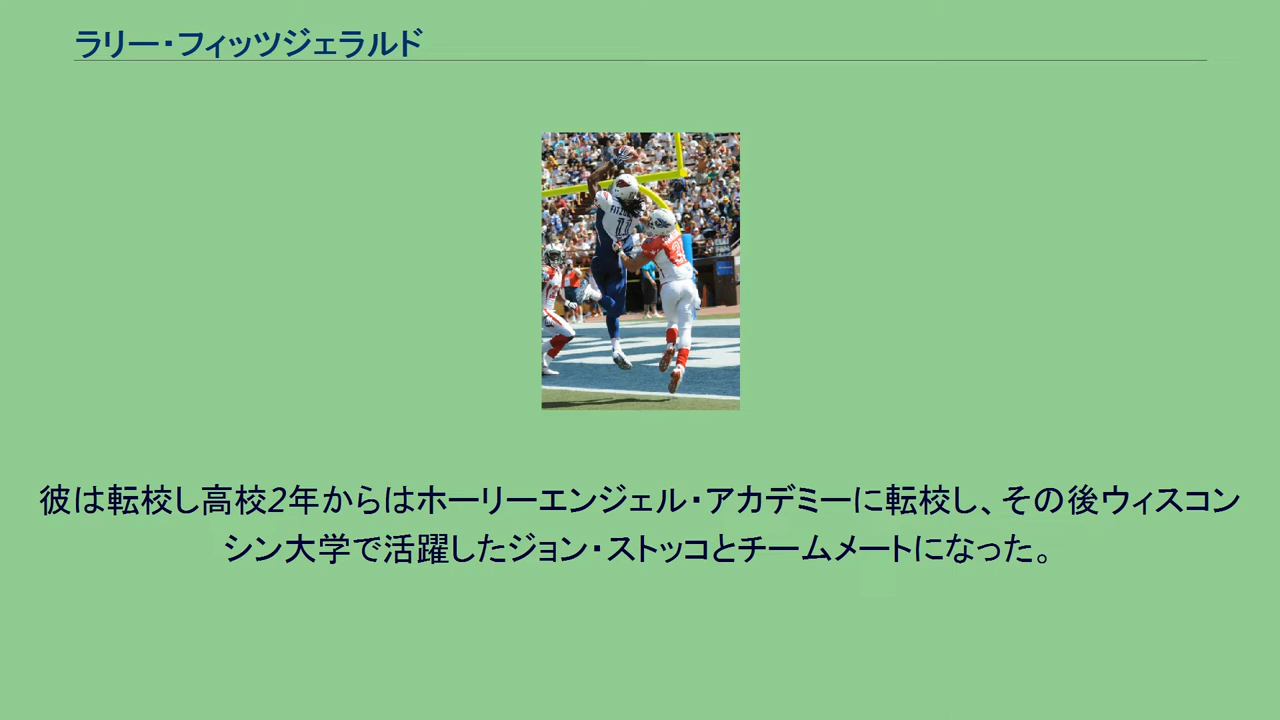 ラリー・フィッツジェラルド
彼は転校し高校2年からはホーリーエンジェル・アカデミーに転校し、その後ウィスコン
シン大学で活躍したジョン・ストッコとチームメートになった。